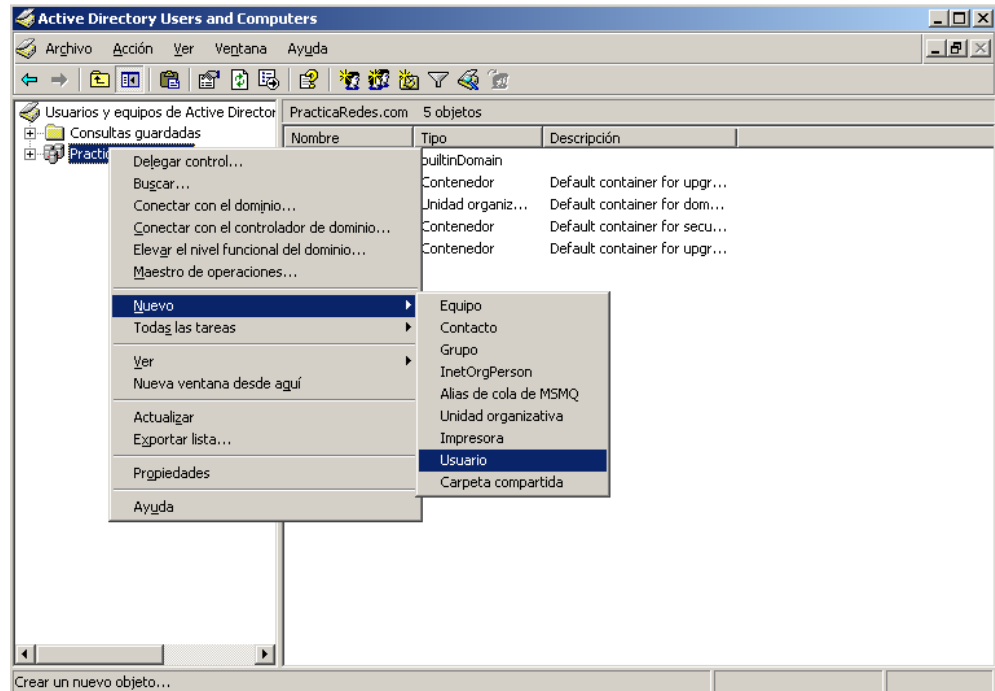 Active Directory Users and Computers
Archivo Acción Ver Ventana Ayuda
Usuarios y equipos de Active Director
PracticaRedes.com 5 objetos
Consultas guardadas
Nombre Tipo Descripción
Practi
builtinDomain
Contenedor Default container for upgr...
Unidad organiz... Default container for dom...
Contenedor Default container for secu...
Contenedor Default container for upgr...
Delegar control...
Buscar...
Conectar con el dominio...
Conectar con el controlador de dominio...
Elevar el nivel funcional del dominio...
Maestro de operaciones...
Nuevo
Todas las tareas
Ver
Nueva ventana desde aquí
Actualizar
Exportar lista...
Propiedades
Ayuda
Equipo
Contacto
Grupo
InetOrgPerson
Alias de cola de MSMQ
Unidad organizativa
Impresora
Usuario
Carpeta compartida
Crear un nuevo objeto...